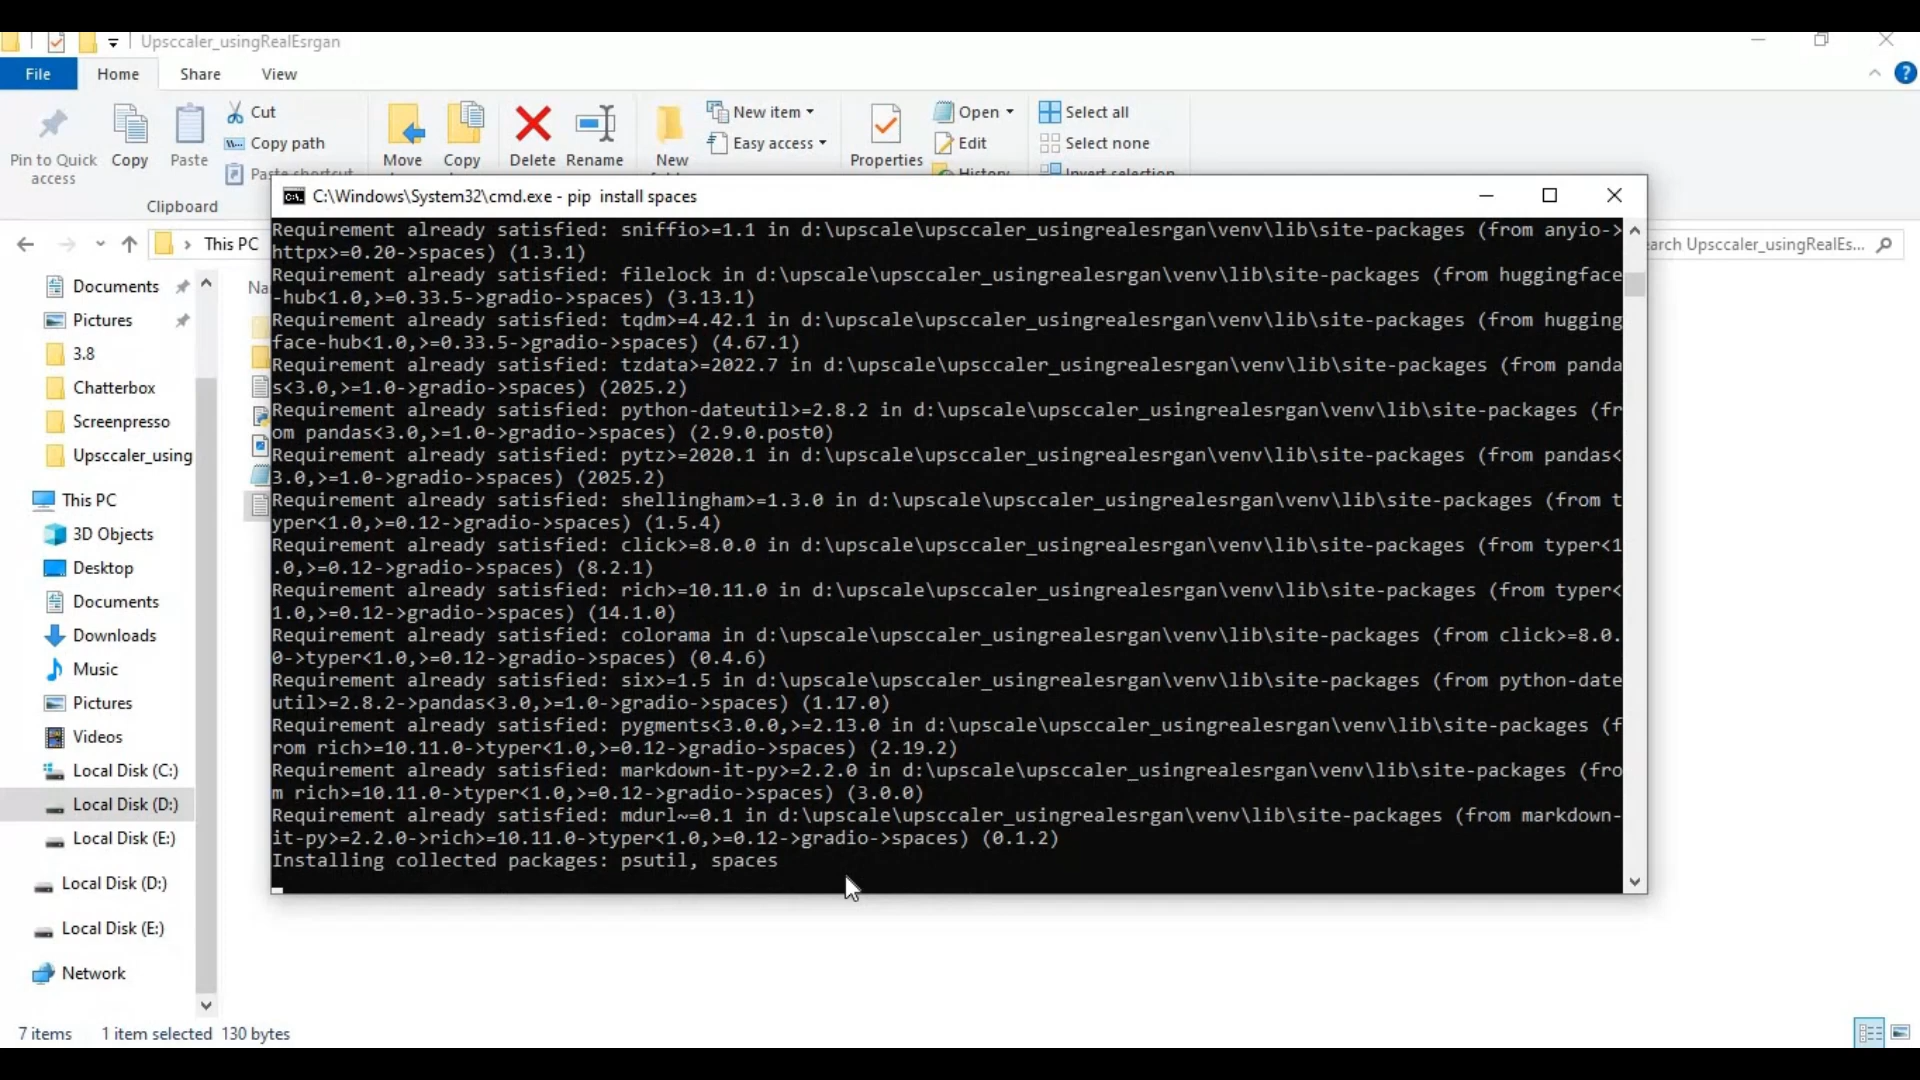 Upsccaler_usingRealEsrgan
File Home Share View
Pin to Quick access
Copy
Paste
Cut
Copy path
Paste shortcut
Clipboard
Move
Copy
Delete
Rename
New
New item
Easy access
Properties
Open
Edit
History
Select all
Select none
Invert selection
This PC
earch Upsccaler_usingRealEs...
C:\Windows\System32\cmd.exe - pip  install spaces
Requirement already satisfied: sniffio>=1.1 in d:\upscale\upsccaler_usingrealesrgan\venv\lib\site-packages (from anyio->
httpx>=0.20->spaces) (1.3.1)
Requirement already satisfied: filelock in d:\upscale\upsccaler_usingrealesrgan\venv\lib\site-packages (from huggingface
-hub<1.0,>=0.33.5->gradio->spaces) (3.13.1)
Requirement already satisfied: tqdm>=4.42.1 in d:\upscale\upsccaler_usingrealesrgan\venv\lib\site-packages (from hugging
face-hub<1.0,>=0.33.5->gradio->spaces) (4.67.1)
Requirement already satisfied: tzdata>=2022.7 in d:\upscale\upsccaler_usingrealesrgan\venv\lib\site-packages (from panda
s<3.0,>=1.0->gradio->spaces) (2025.2)
Requirement already satisfied: python-dateutil>=2.8.2 in d:\upscale\upsccaler_usingrealesrgan\venv\lib\site-packages (fr
om pandas<3.0,>=1.0->gradio->spaces) (2.9.0.post0)
Requirement already satisfied: pytz>=2020.1 in d:\upscale\upsccaler_usingrealesrgan\venv\lib\site-packages (from pandas<
3.0,>=1.0->gradio->spaces) (2025.2)
Requirement already satisfied: shellingham>=1.3.0 in d:\upscale\upsccaler_usingrealesrgan\venv\lib\site-packages (from t
yper<1.0,>=0.12->gradio->spaces) (1.5.4)
Requirement already satisfied: click>=8.0.0 in d:\upscale\upsccaler_usingrealesrgan\venv\lib\site-packages (from typer<1
.0,>=0.12->gradio->spaces) (8.2.1)
Requirement already satisfied: rich>=10.11.0 in d:\upscale\upsccaler_usingrealesrgan\venv\lib\site-packages (from typer<
1.0,>=0.12->gradio->spaces) (14.1.0)
Requirement already satisfied: colorama in d:\upscale\upsccaler_usingrealesrgan\venv\lib\site-packages (from click>=8.0.
0->typer<1.0,>=0.12->gradio->spaces) (0.4.6)
Requirement already satisfied: six>=1.5 in d:\upscale\upsccaler_usingrealesrgan\venv\lib\site-packages (from python-date
util>=2.8.2->pandas<3.0,>=1.0->gradio->spaces) (1.17.0)
Requirement already satisfied: pygments<3.0.0,>=2.13.0 in d:\upscale\upsccaler_usingrealesrgan\venv\lib\site-packages (f
rom rich>=10.11.0->typer<1.0,>=0.12->gradio->spaces) (2.19.2)
Requirement already satisfied: markdown-it-py>=2.2.0 in d:\upscale\upsccaler_usingrealesrgan\venv\lib\site-packages (fro
m rich>=10.11.0->typer<1.0,>=0.12->gradio->spaces) (3.0.0)
Requirement already satisfied: mdurl~=0.1 in d:\upscale\upsccaler_usingrealesrgan\venv\lib\site-packages (from markdown-
it-py>=2.2.0->rich>=10.11.0->typer<1.0,>=0.12->gradio->spaces) (0.1.2)
Installing collected packages: psutil, spaces
Na
Documents
Pictures
3.8
Chatterbox
Screenpresso
Upsccaler_using
This PC
3D Objects
Desktop
Documents
Downloads
Music
Pictures
Videos
Local Disk (C:)
Local Disk (D:)
Local Disk (E:)
Local Disk (D:)
Local Disk (E:)
Network
7 items 1 item selected 130 bytes